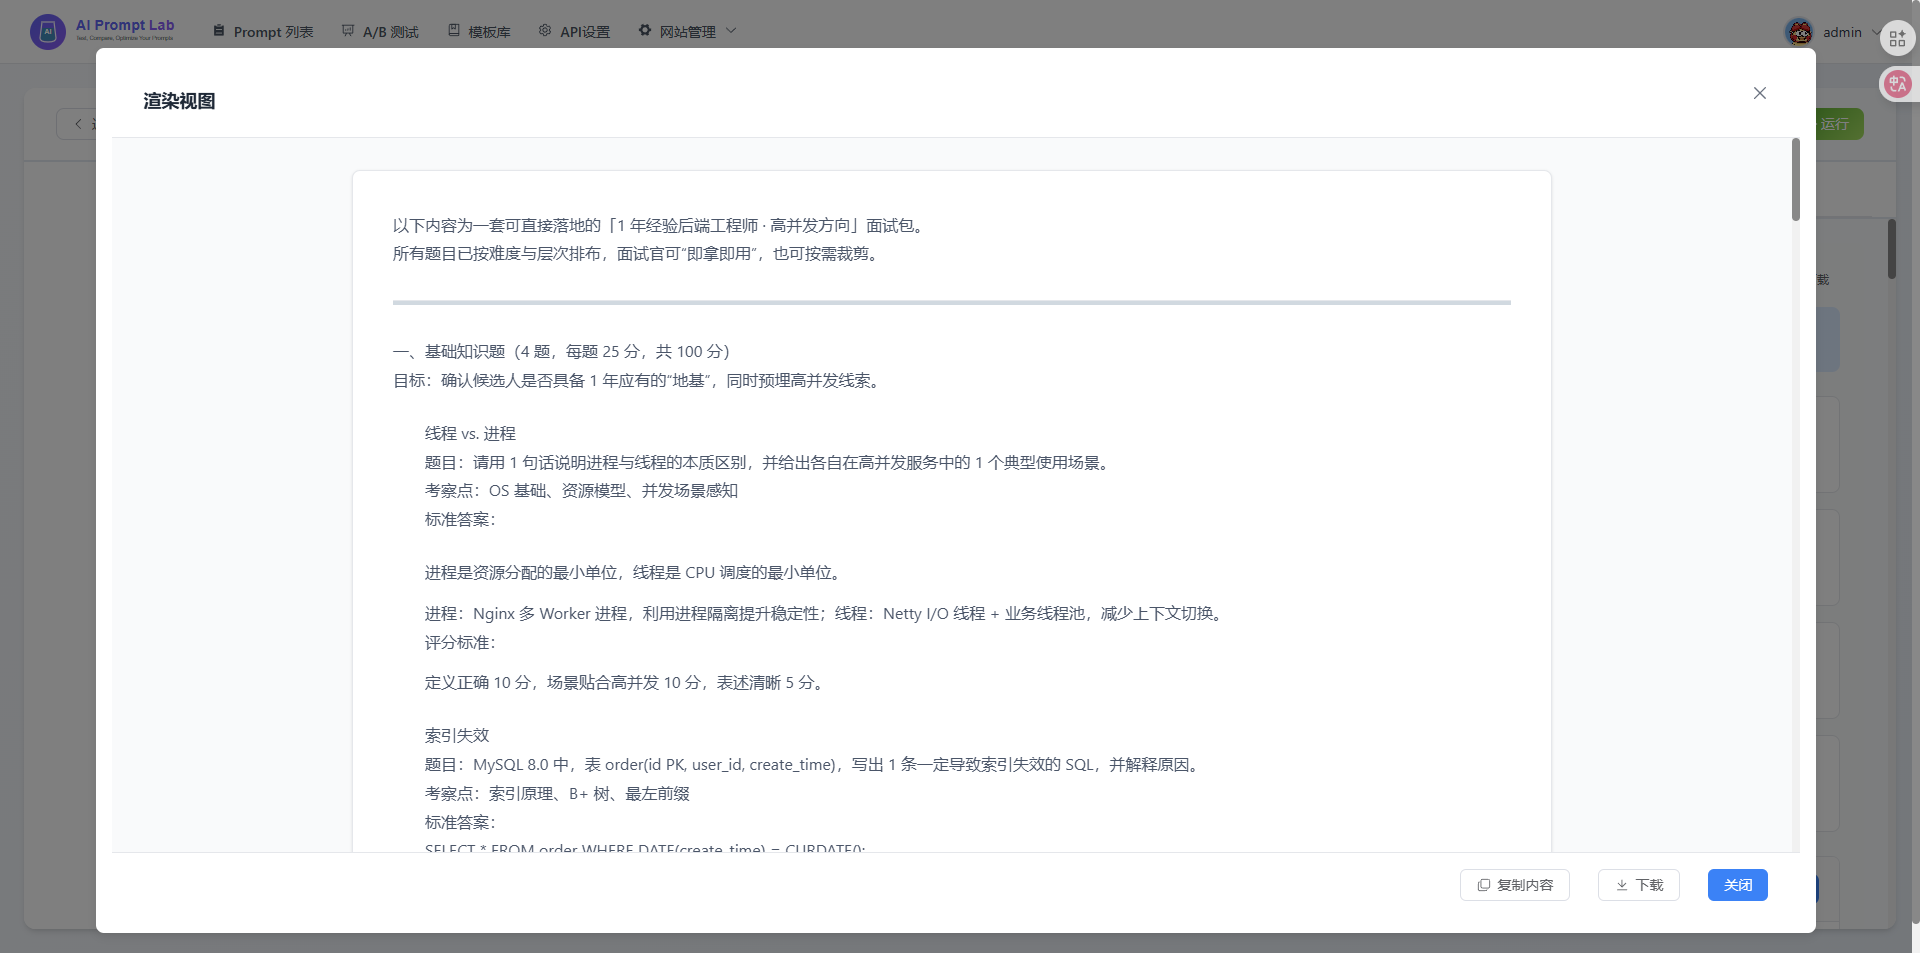 AI Prompt Lab
Test, Compare, Optimize Your Prompts
Prompt 列表
A/B 测试
模板库
API设置
网站管理
admin
渲染视图
运行
以下内容为一套可直接落地的「1 年经验后端工程师 · 高并发方向」面试包。
所有题目已按难度与层次排布，面试官可“即拿即用”，也可按需裁剪。
载
一、基础知识题（4 题，每题 25 分，共 100 分）
目标：确认候选人是否具备 1 年应有的“地基”，同时预埋高并发线索。
线程 vs. 进程
题目：请用 1 句话说明进程与线程的本质区别，并给出各自在高并发服务中的 1 个典型使用场景。
考察点：OS 基础、资源模型、并发场景感知
标准答案：
进程是资源分配的最小单位，线程是 CPU 调度的最小单位。
进程：Nginx 多 Worker 进程，利用进程隔离提升稳定性；线程：Netty I/O 线程 + 业务线程池，减少上下文切换。
评分标准：
定义正确 10 分，场景贴合高并发 10 分，表述清晰 5 分。
索引失效
题目：MySQL 8.0 中，表 order(id PK, user_id, create_time)，写出 1 条一定导致索引失效的 SQL，并解释原因。
考察点：索引原理、B+ 树、最左前缀
标准答案：
SELECT * FROM order WHERE DATE(create_time) = CURDATE();
复制内容
下载
关闭